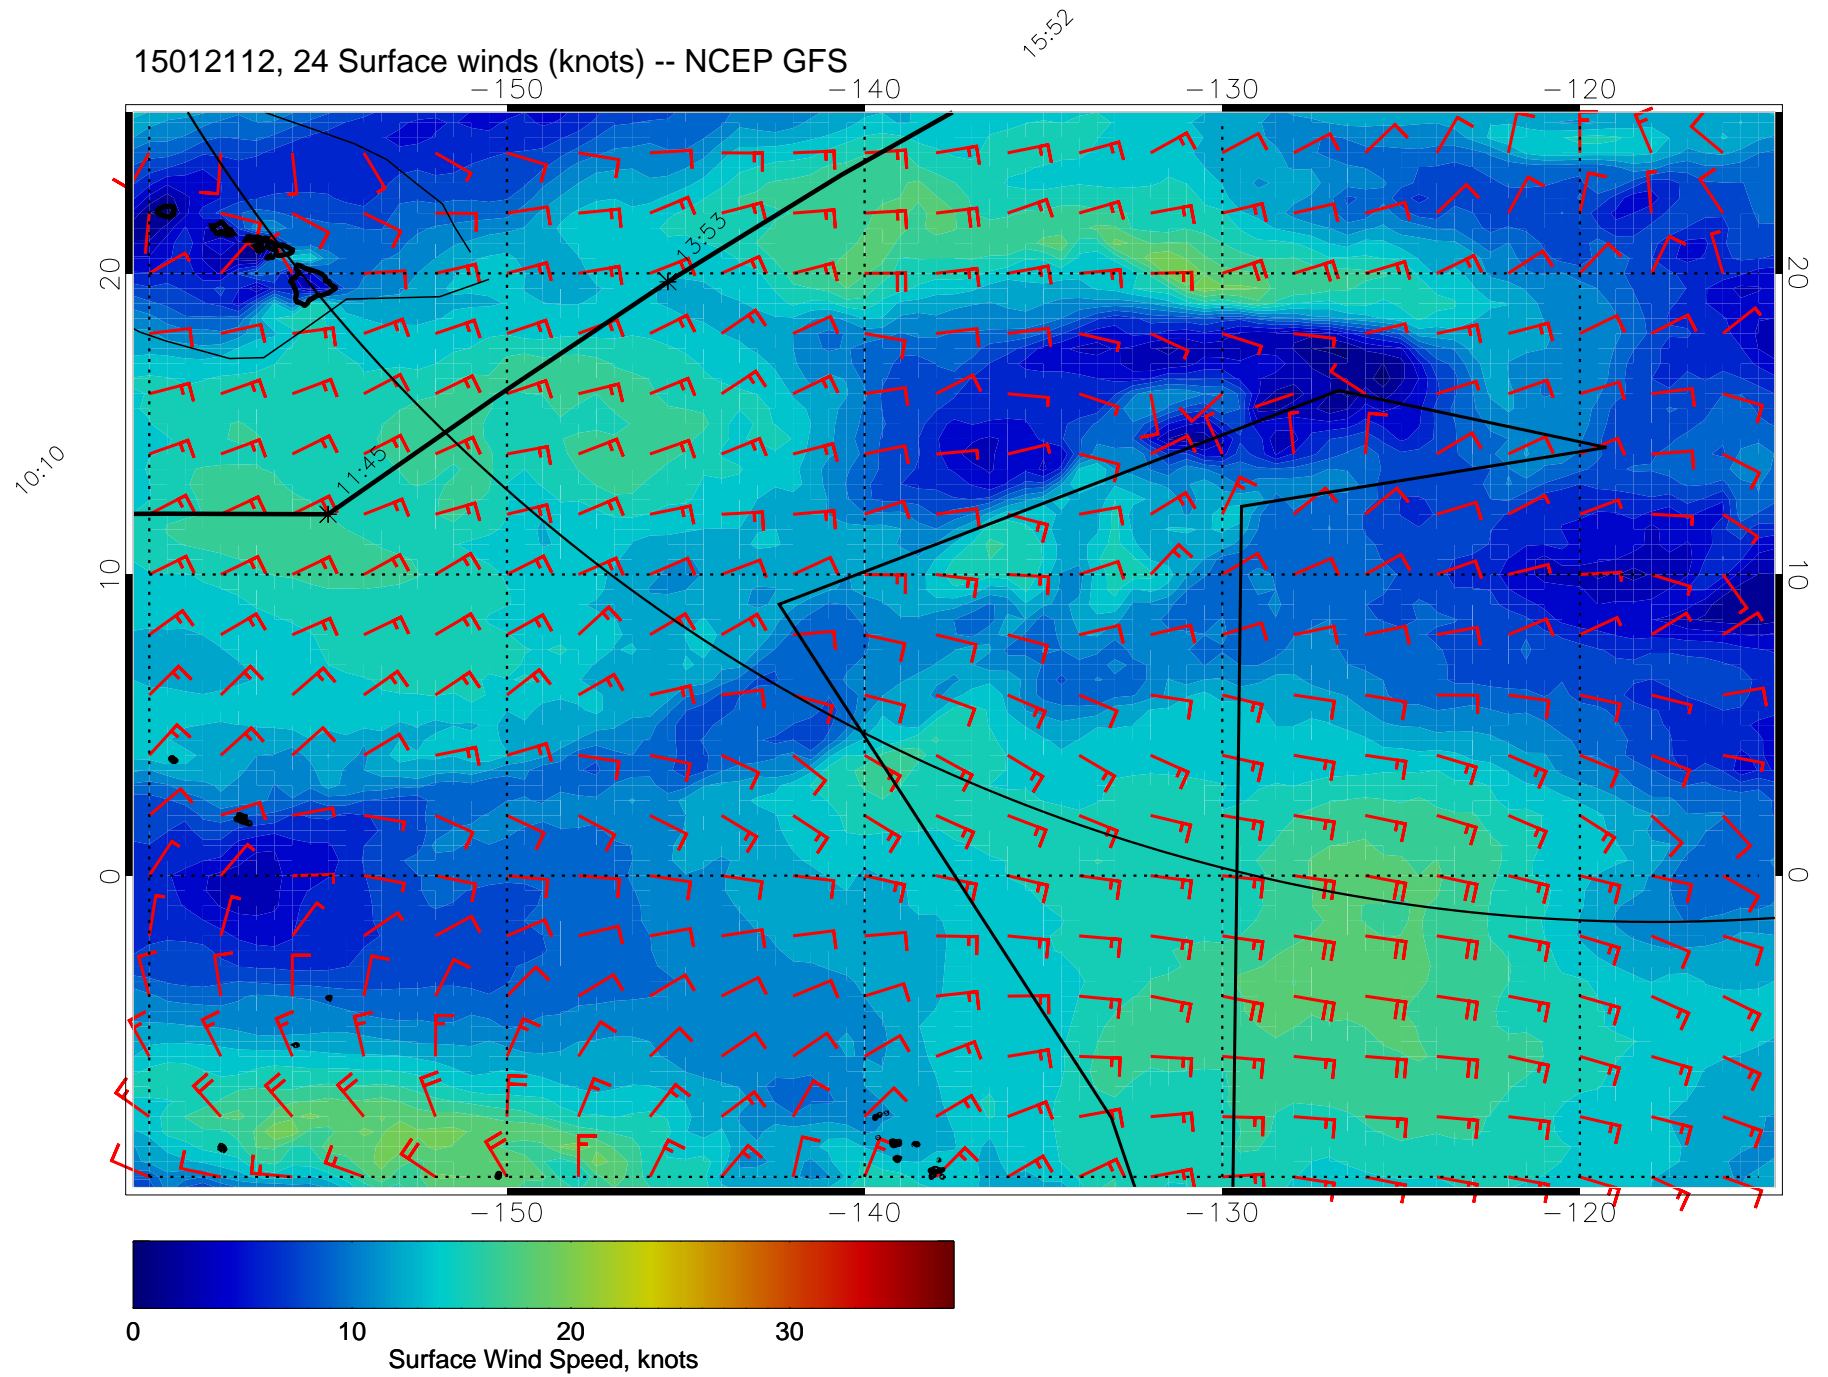 15:52
15012112, 24 Surface winds (knots) -- NCEP GFS
-150 -140 -130 -120
20 13:53 20
10:10 11:45
10 10
0 0
-150 -140 -130 -120
0 10 20 30
Surface Wind Speed, knots